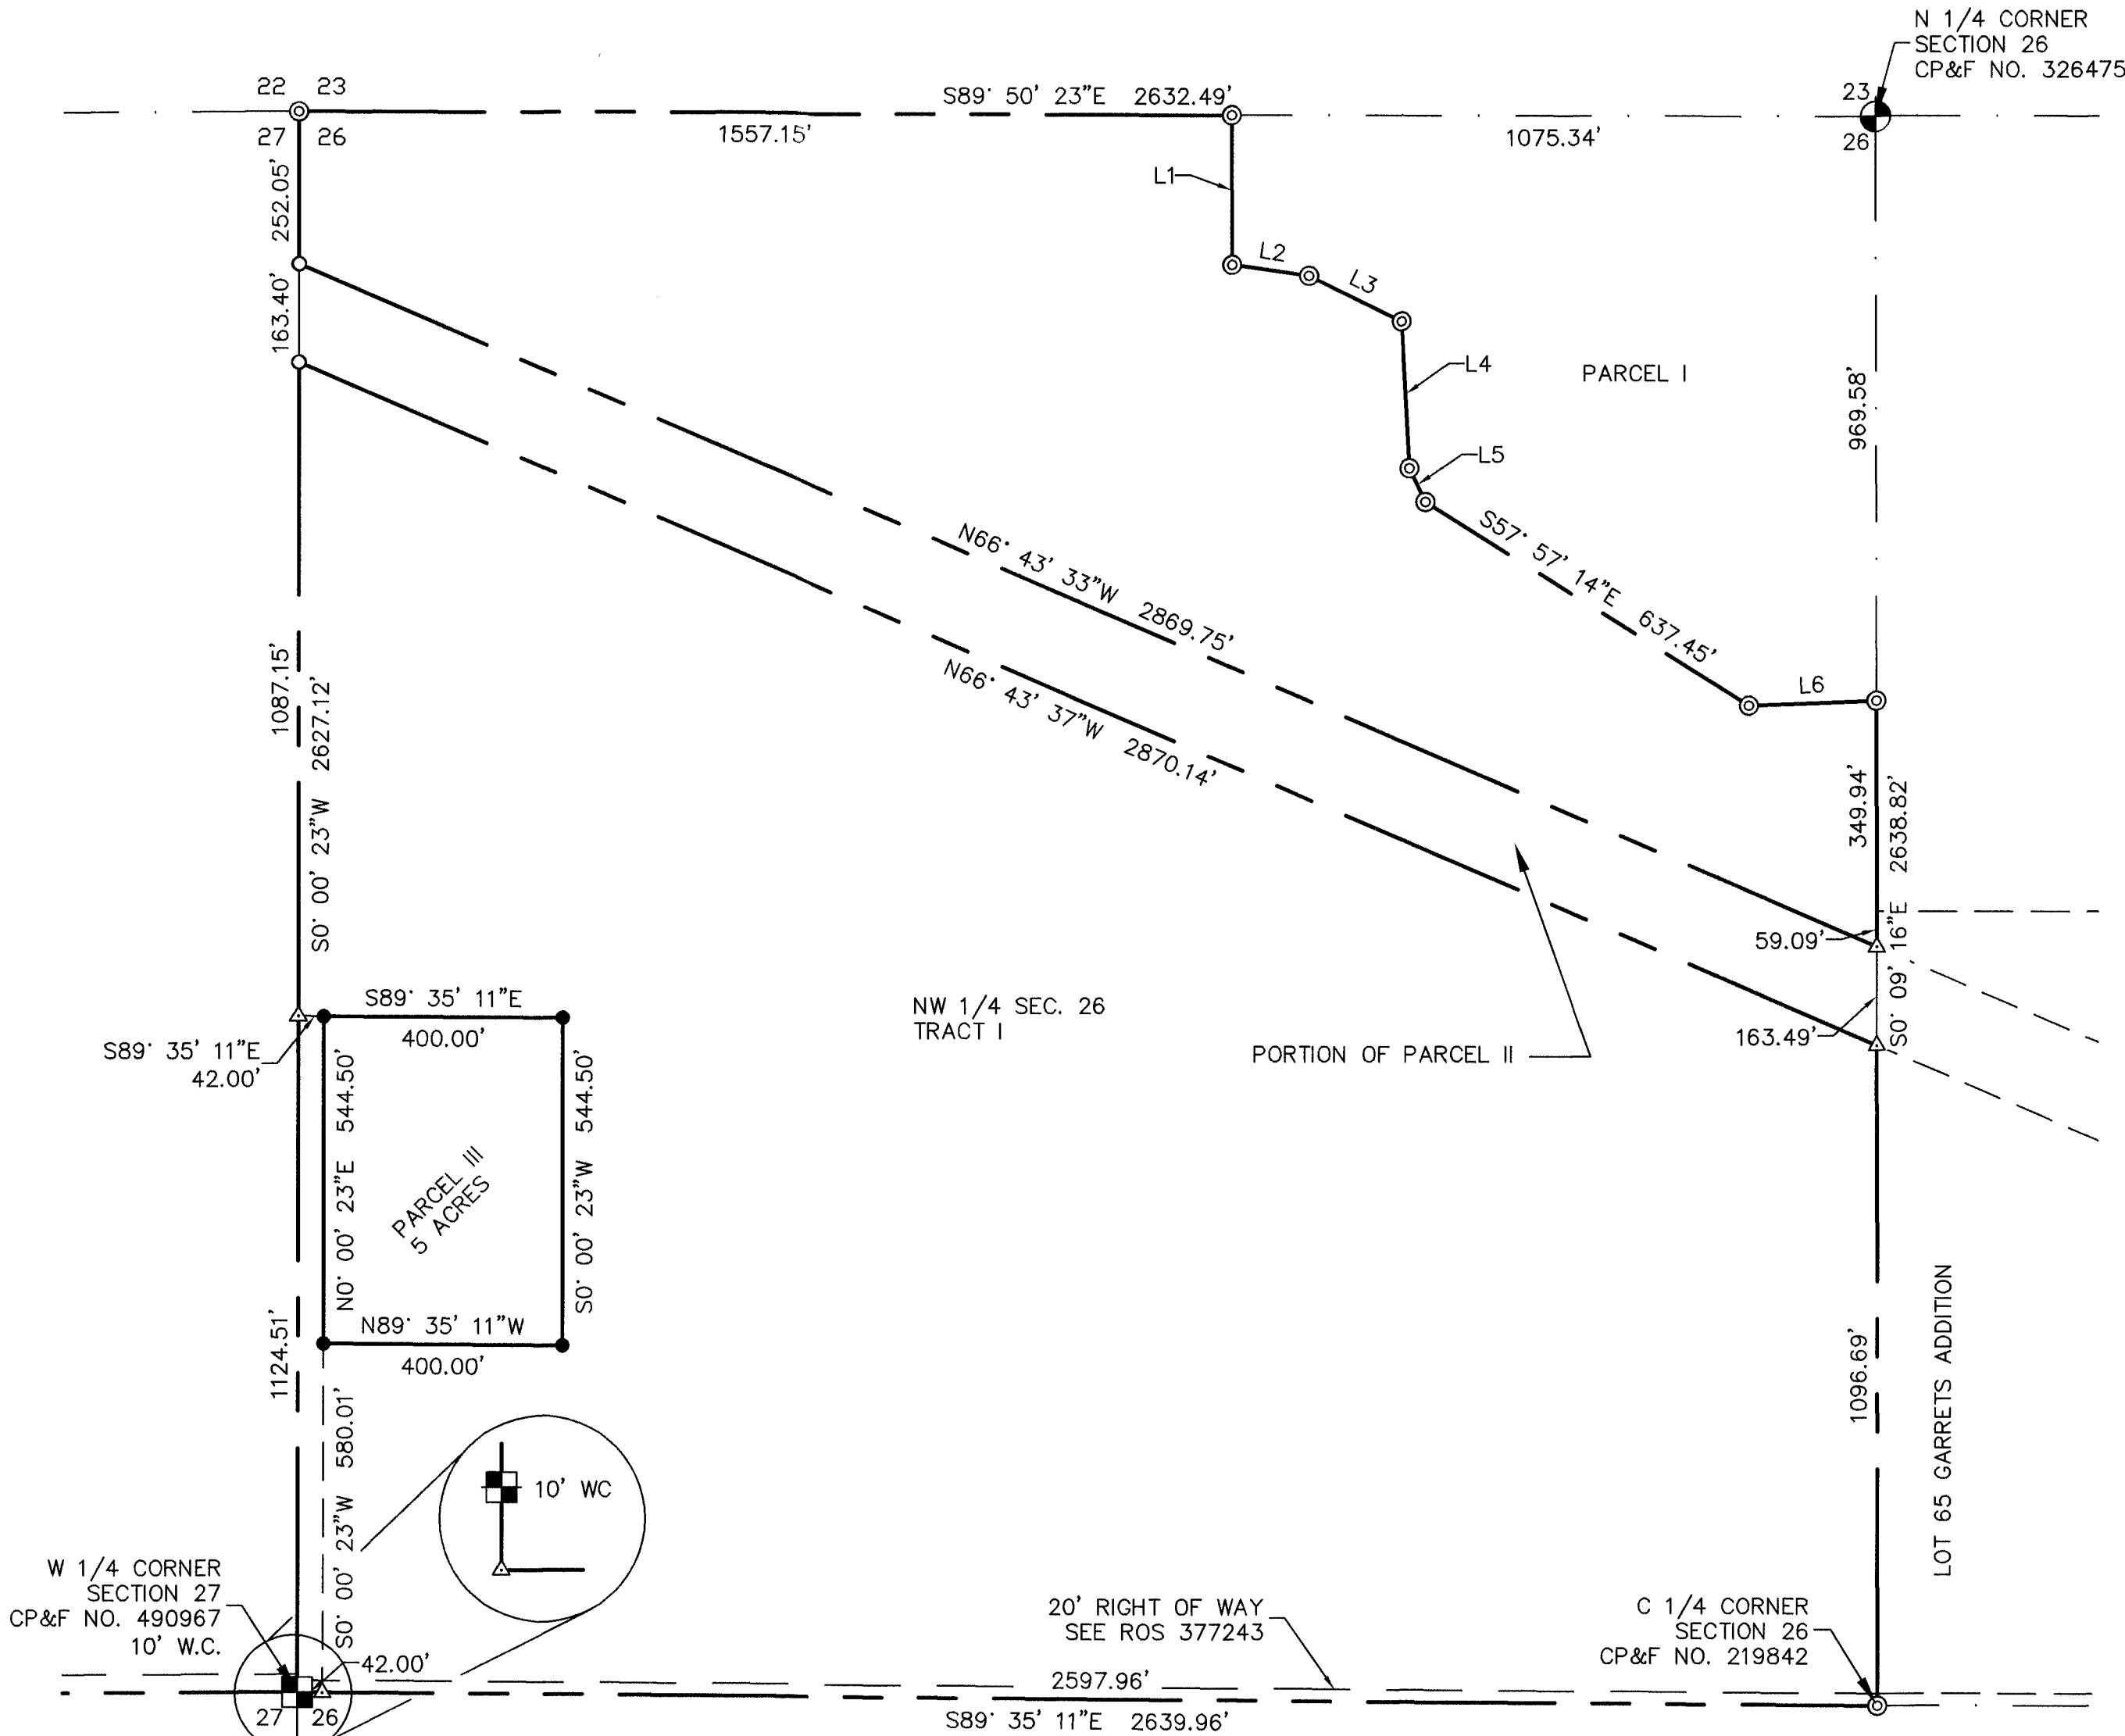 N 1/4 CORNER
SECTION 26
CP&F NO. 326475
22 23
27 26
S89° 50' 23"E 2632.49'
1557.15'
1075.34'
23
26
252.05'
163.40'
L1
L2
L3
L4
L5
PARCEL I
969.58'
N66° 43' 33"W 2869.75'
N66° 43' 37"W 2870.14'
S57° 57' 14"E 637.45'
L6
1087.15'
S0° 00' 23"W 2627.12'
349.94'
S0° 09' 16"E 2638.82'
59.09'
163.49'
S89° 35' 11"E
400.00'
S89° 35' 11"E
42.00'
NW 1/4 SEC. 26
TRACT I
PORTION OF PARCEL II
N0° 00' 23"E 544.50'
PARCEL III
5 ACRES
S0° 00' 23"W 544.50'
N89° 35' 11"W
400.00'
1124.51'
S0° 00' 23"W 580.01'
10' WC
1096.69'
LOT 65 GARRETS ADDITION
W 1/4 CORNER
SECTION 27
CP&F NO. 490967
10' W.C.
42.00'
27 26
20' RIGHT OF WAY
SEE ROS 377243
2597.96'
S89° 35' 11"E 2639.96'
C 1/4 CORNER
SECTION 26
CP&F NO. 219842